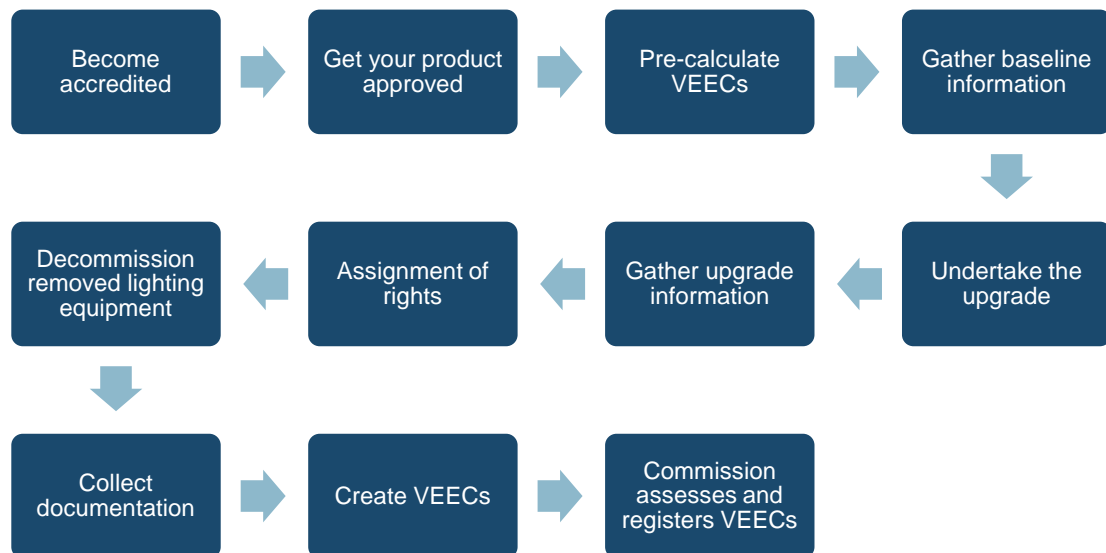 Become
accredited
Get your product
approved
Pre-calculate
VEECs
Gather baseline
information
Undertake the
upgrade
Gather upgrade
information
Assignment of
rights
Decommission
removed lighting
equipment
Collect
documentation
Create VEECs
Commission
assesses and
registers VEECs